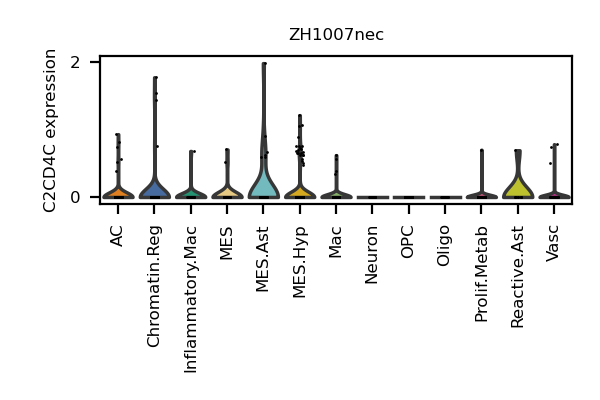 ZH1007nec
C2CD4C expression
2
0
AC
Chromatin.Reg
Inflammatory.Mac
MES
MES.Ast
MES.Hyp
Mac
Neuron
OPC
Oligo
Prolif.Metab
Reactive.Ast
Vasc